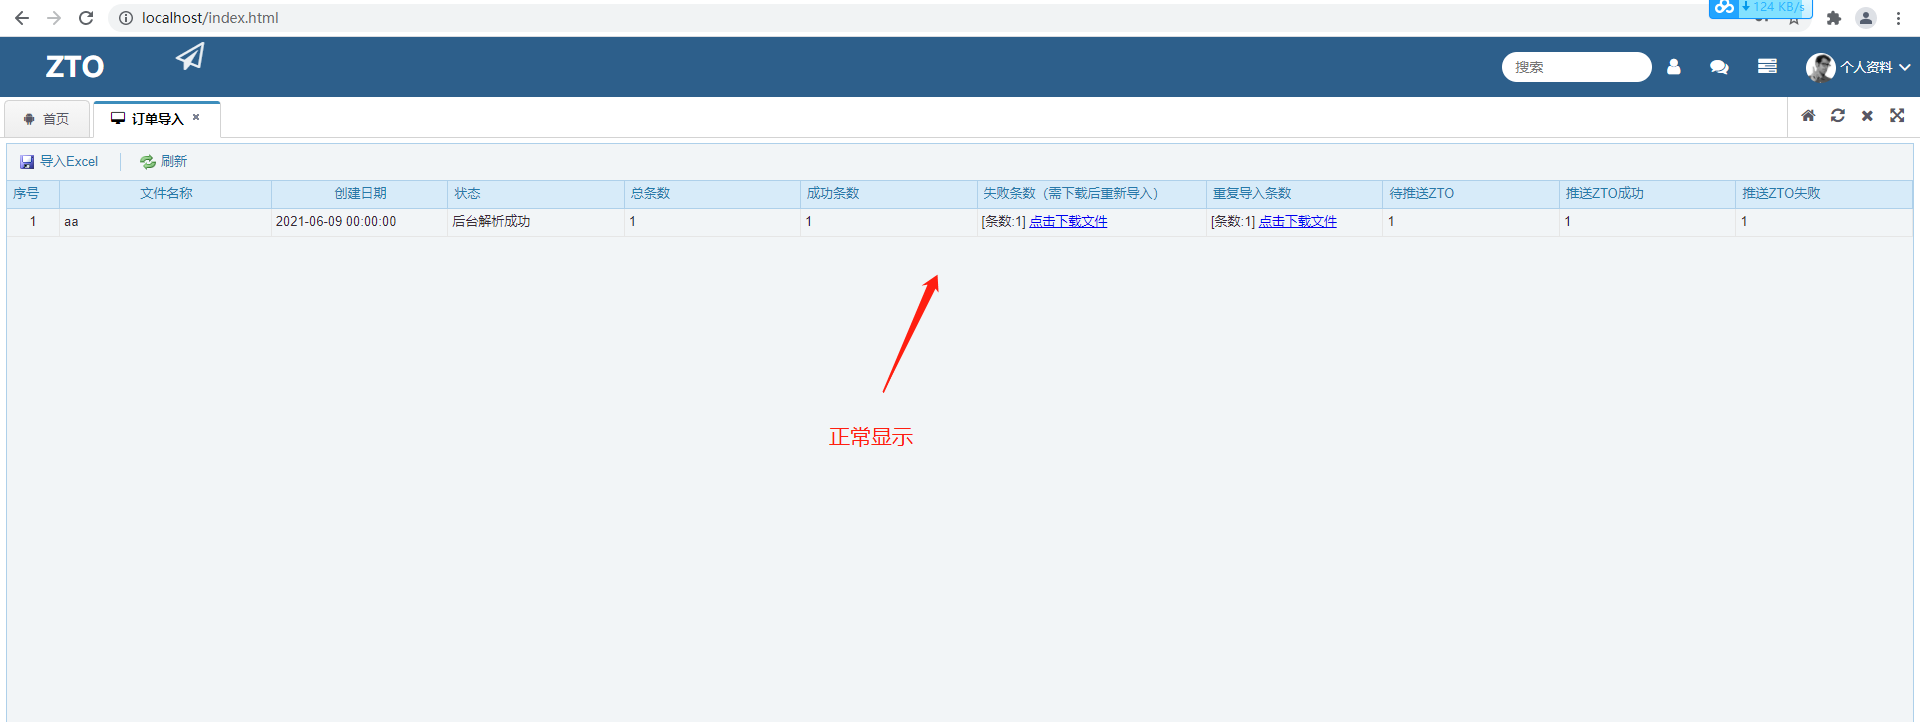 localhost/index.html
124 KB/s
ZTO
搜索
个人资料
首页
订单导入
导入Excel 刷新
序号 文件名称 创建日期 状态 总条数 成功条数 失败条数（需下载后重新导入） 重复导入条数 待推送ZTO 推送ZTO成功 推送ZTO失败
1 aa 2021-06-09 00:00:00 后台解析成功 1 1 [条数:1] 点击下载文件 [条数:1] 点击下载文件 1 1 1
正常显示